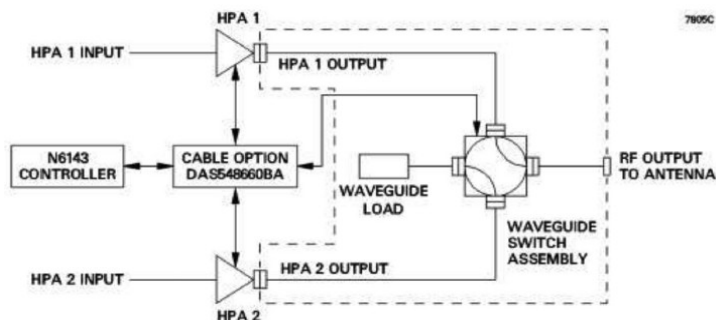 7805C
HPA 1
HPA 1 INPUT
HPA 1 OUTPUT
N6143
CONTROLLER
CABLE OPTION
DAS548660BA
WAVEGUIDE
LOAD
RF OUTPUT
TO ANTENNA
WAVEGUIDE
SWITCH
ASSEMBLY
HPA 2 INPUT
HPA 2 OUTPUT
HPA 2